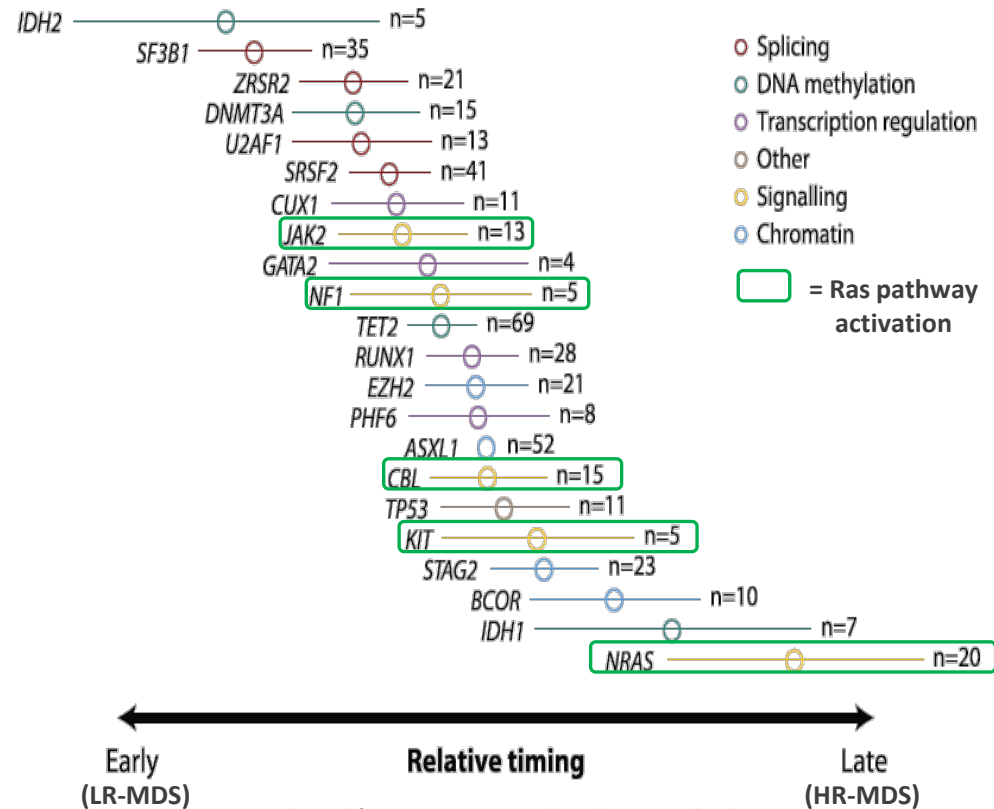 IDH2 n=5
SF3B1 n=35
Splicing
ZRSR2 n=21
DNA methylation
DNMT3A n=15
Transcription regulation
U2AF1 n=13
Other
SRSF2 n=41
Signalling
CUX1 n=11
Chromatin
JAK2 n=13
GATA2 n=4
NF1 n=5
= Ras pathway
activation
TET2 n=69
RUNX1 n=28
EZH2 n=21
PHF6 n=8
ASXL1 n=52
CBL n=15
TP53 n=11
KIT n=5
STAG2 n=23
BCOR n=10
IDH1 n=7
NRAS n=20
Early Relative timing Late
(LR-MDS) (HR-MDS)